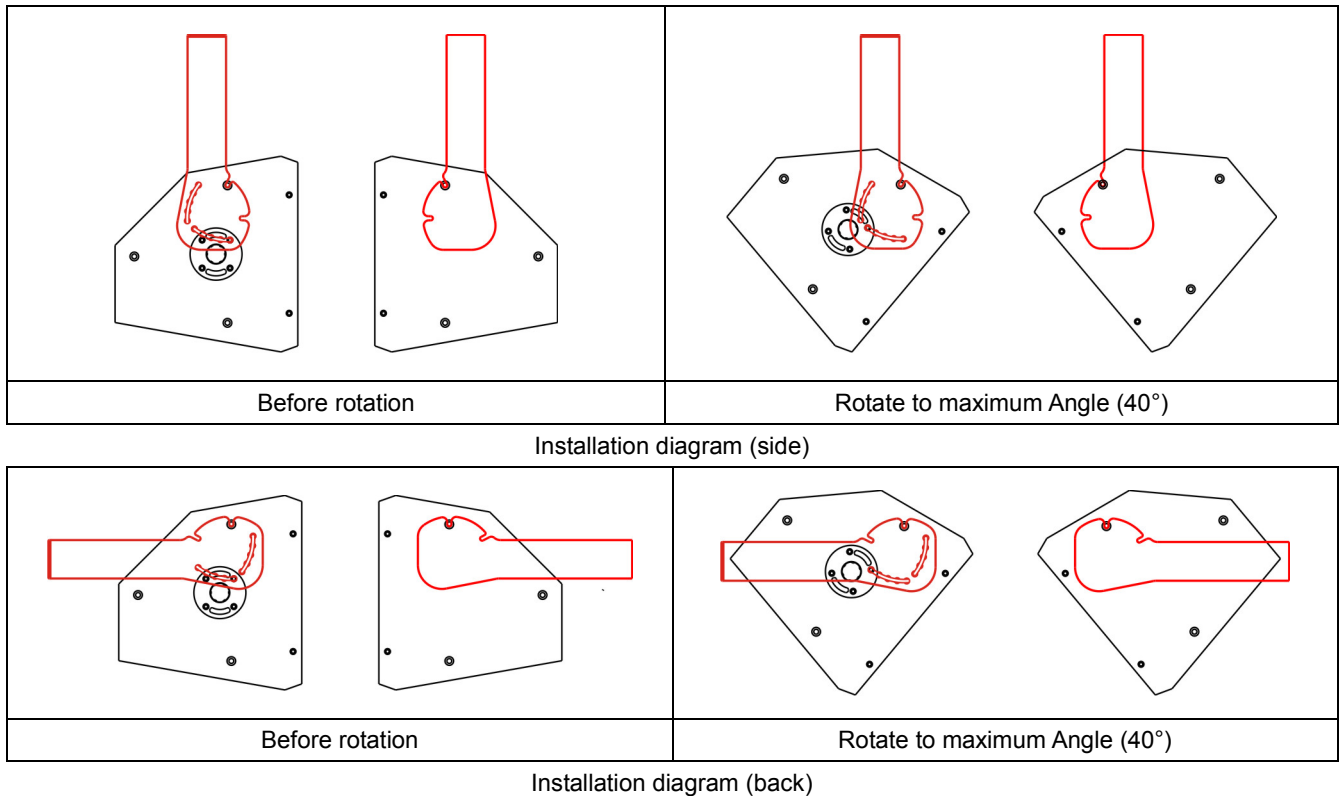 Before rotation
Rotate to maximum Angle (40°)
Installation diagram (side)
Before rotation
Rotate to maximum Angle (40°)
Installation diagram (back)